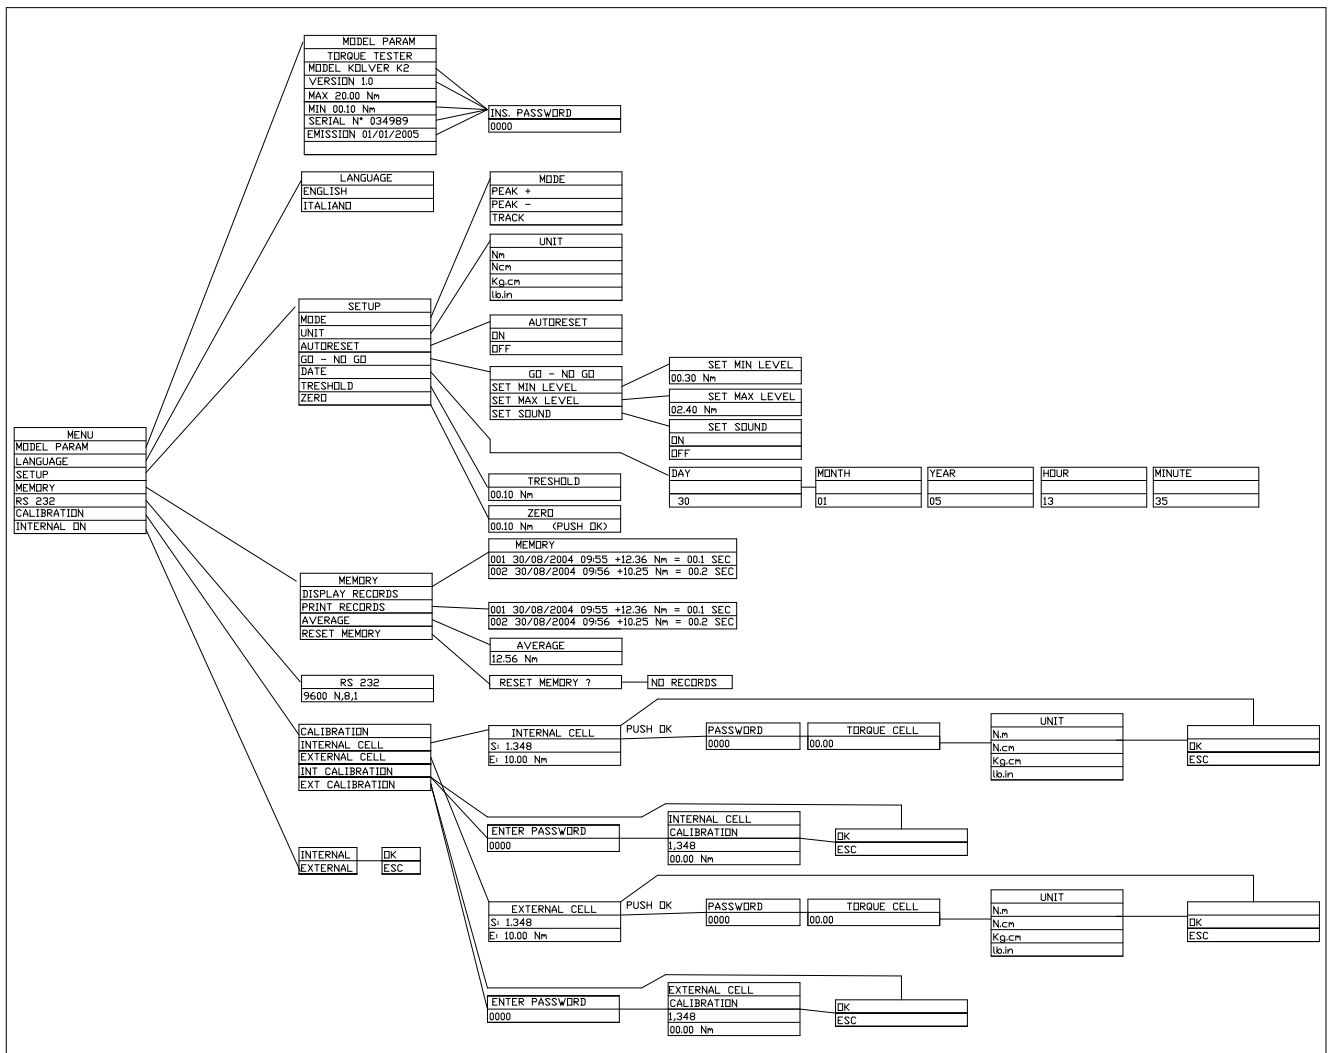 MENU
MODEL PARAM
LANGUAGE
SETUP
MEMORY
RS 232
CALIBRATION
INTERNAL ON
MODEL PARAM
TORQUE TESTER
MODEL KOLVER K2
VERSION 1.0
MAX 20.00 Nm
MIN 00.10 Nm
SERIAL N° 034989
EMISSION 01/01/2005
INS. PASSWORD
0000
LANGUAGE
ENGLISH
ITALIANO
SETUP
MODE
UNIT
AUTORESET
GO - NO GO
DATE
TRESHOLD
ZERO
MODE
PEAK +
PEAK -
TRACK
UNIT
Nm
Ncm
Kg.cm
lb.in
AUTORESET
ON
OFF
GO - NO GO
SET MIN LEVEL
SET MAX LEVEL
SET SOUND
SET MIN LEVEL
00.30 Nm
SET MAX LEVEL
02.40 Nm
SET SOUND
ON
OFF
DAY
30
MONTH
01
YEAR
05
HOUR
13
MINUTE
35
TRESHOLD
00.10 Nm
ZERO
00.10 Nm (PUSH OK)
MEMORY
DISPLAY RECORDS
PRINT RECORDS
AVERAGE
RESET MEMORY
MEMORY
001 30/08/2004 09:55 +12.36 Nm = 00.1 SEC
002 30/08/2004 09:56 +10.25 Nm = 00.2 SEC
001 30/08/2004 09:55 +12.36 Nm = 00.1 SEC
002 30/08/2004 09:56 +10.25 Nm = 00.2 SEC
AVERAGE
12.56 Nm
RESET MEMORY ?
NO RECORDS
RS 232
9600 N,8,1
CALIBRATION
INTERNAL CELL
EXTERNAL CELL
INT CALIBRATION
EXT CALIBRATION
INTERNAL CELL
S: 1.348
E: 10.00 Nm
PUSH OK
PASSWORD
0000
TORQUE CELL
00.00
UNIT
N.m
N.cm
Kg.cm
lb.in
OK
ESC
ENTER PASSWORD
0000
INTERNAL CELL
CALIBRATION
1,348
00.00 Nm
OK
ESC
INTERNAL
EXTERNAL
OK
ESC
EXTERNAL CELL
S: 1.348
E: 10.00 Nm
PUSH OK
PASSWORD
0000
TORQUE CELL
00.00
UNIT
N.m
N.cm
Kg.cm
lb.in
OK
ESC
ENTER PASSWORD
0000
EXTERNAL CELL
CALIBRATION
1,348
00.00 Nm
OK
ESC